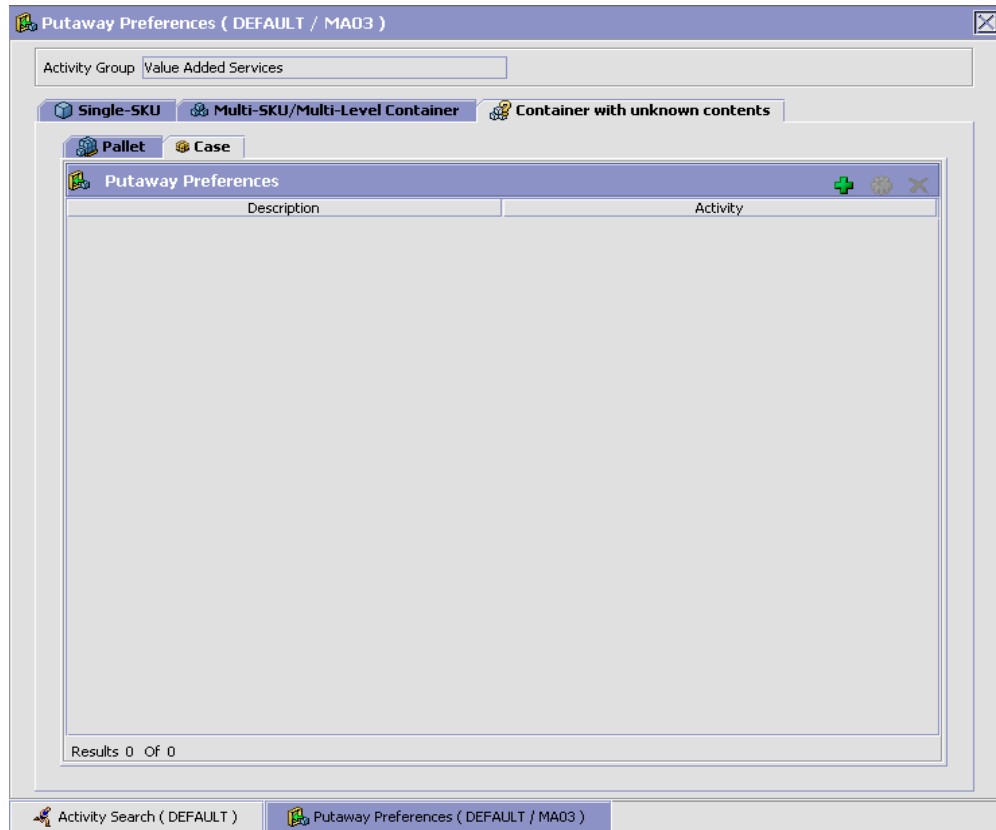 Putaway Preferences ( DEFAULT / MA03 )
Activity Group Value Added Services
Single-SKU Multi-SKU/Multi-Level Container Container with unknown contents
Pallet Case
Putaway Preferences
Description Activity
Results 0 Of 0
Activity Search ( DEFAULT ) Putaway Preferences ( DEFAULT / MA03 )